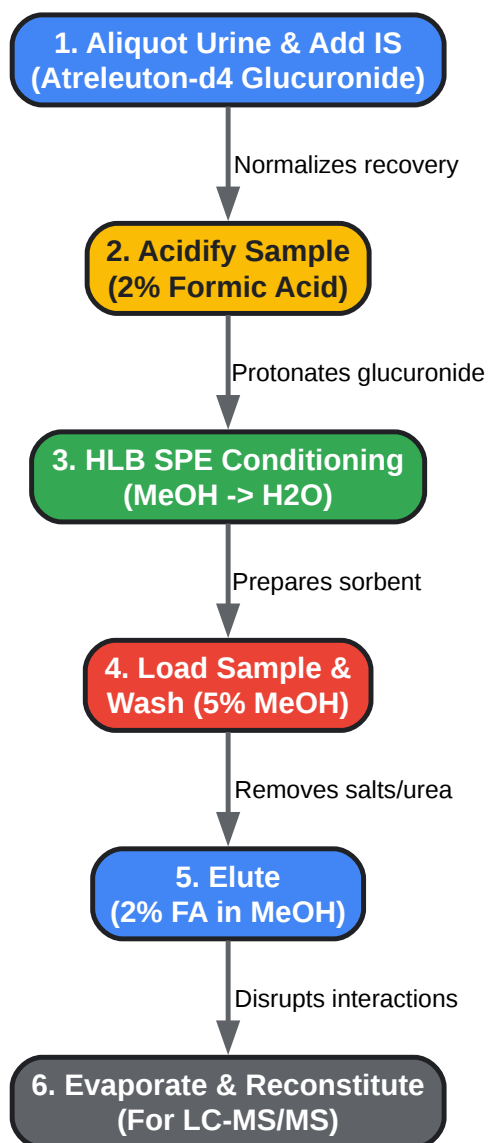 1. Aliquot Urine & Add IS
(Atreleuton-d4 Glucuronide)
Normalizes recovery
2. Acidify Sample
(2% Formic Acid)
Protonates glucuronide
3. HLB SPE Conditioning
(MeOH -> H2O)
Prepares sorbent
4. Load Sample &
Wash (5% MeOH)
Removes salts/urea
5. Elute
(2% FA in MeOH)
Disrupts interactions
6. Evaporate & Reconstitute
(For LC-MS/MS)